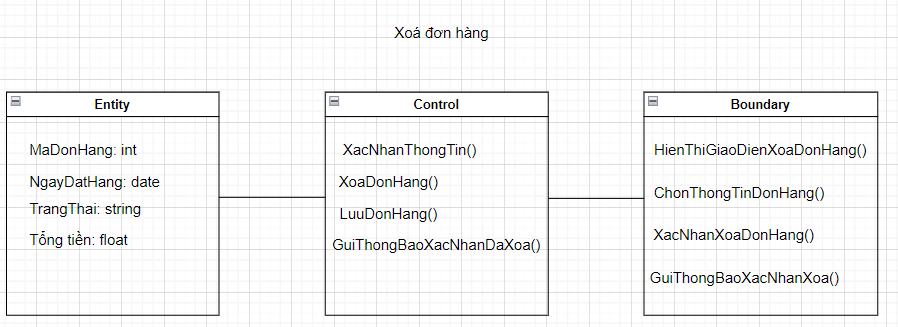 Xoá đơn hàng
Entity
MaDonHang: int
NgayDatHang: date
TrangThai: string
Tổng tiền: float
Control
XacNhanThongTin()
XoaDonHang()
LuuDonHang()
GuiThongBaoXacNhanDaXoa()
Boundary
HienThiGiaoDienXoaDonHang()
ChonThongTinDonHang()
XacNhanXoaDonHang()
GuiThongBaoXacNhanXoa()